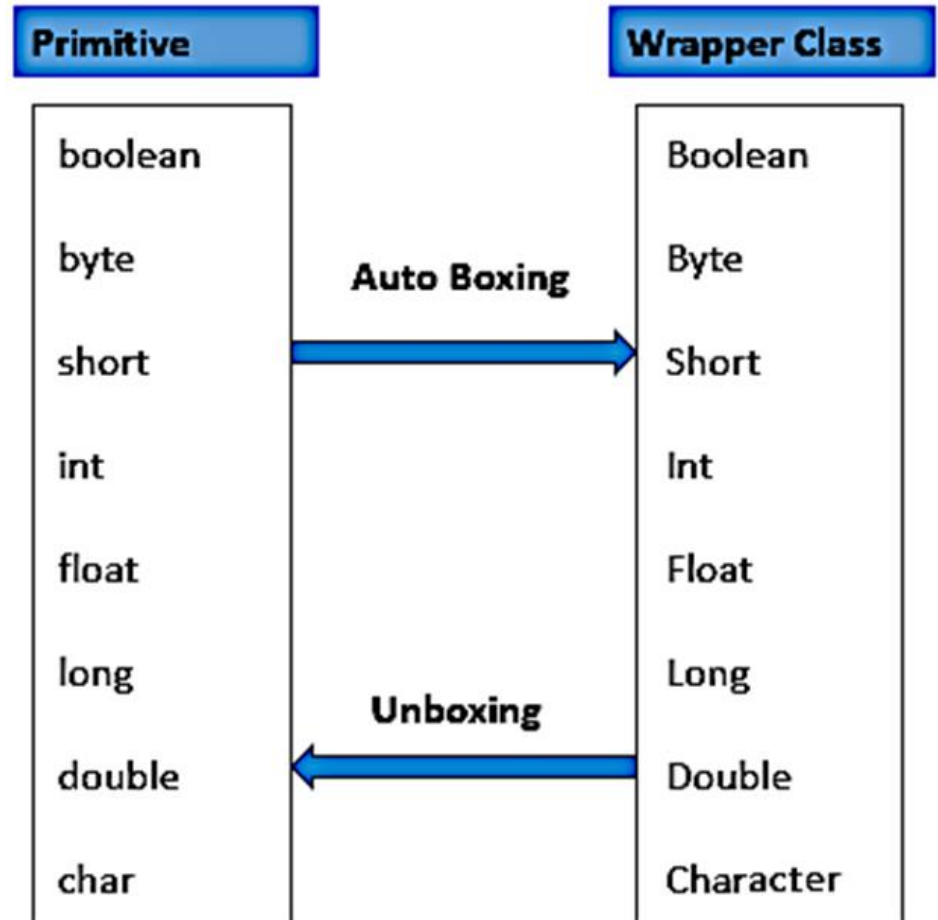 Primitive
Wrapper Class
boolean
Boolean
byte
Byte
Auto Boxing
short
Short
int
Int
float
Float
long
Long
Unboxing
double
Double
char
Character